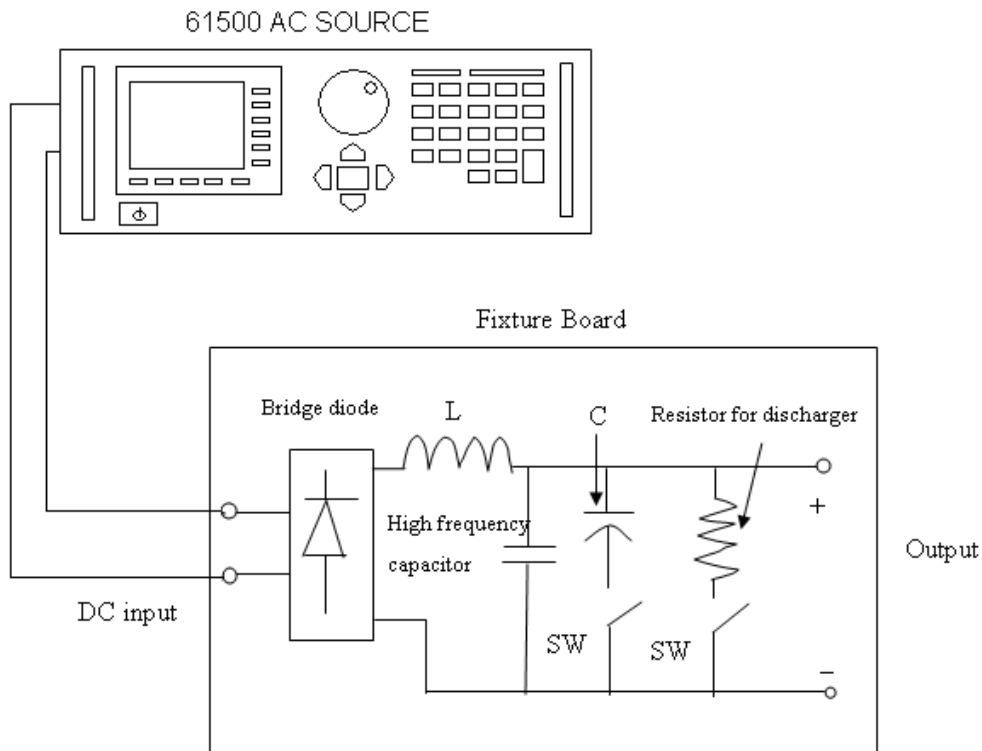 61500 AC SOURCE
Fixture Board
Bridge diode
L
C
Resistor for discharger
High frequency
capacitor
+
Output
DC input
SW
SW
−